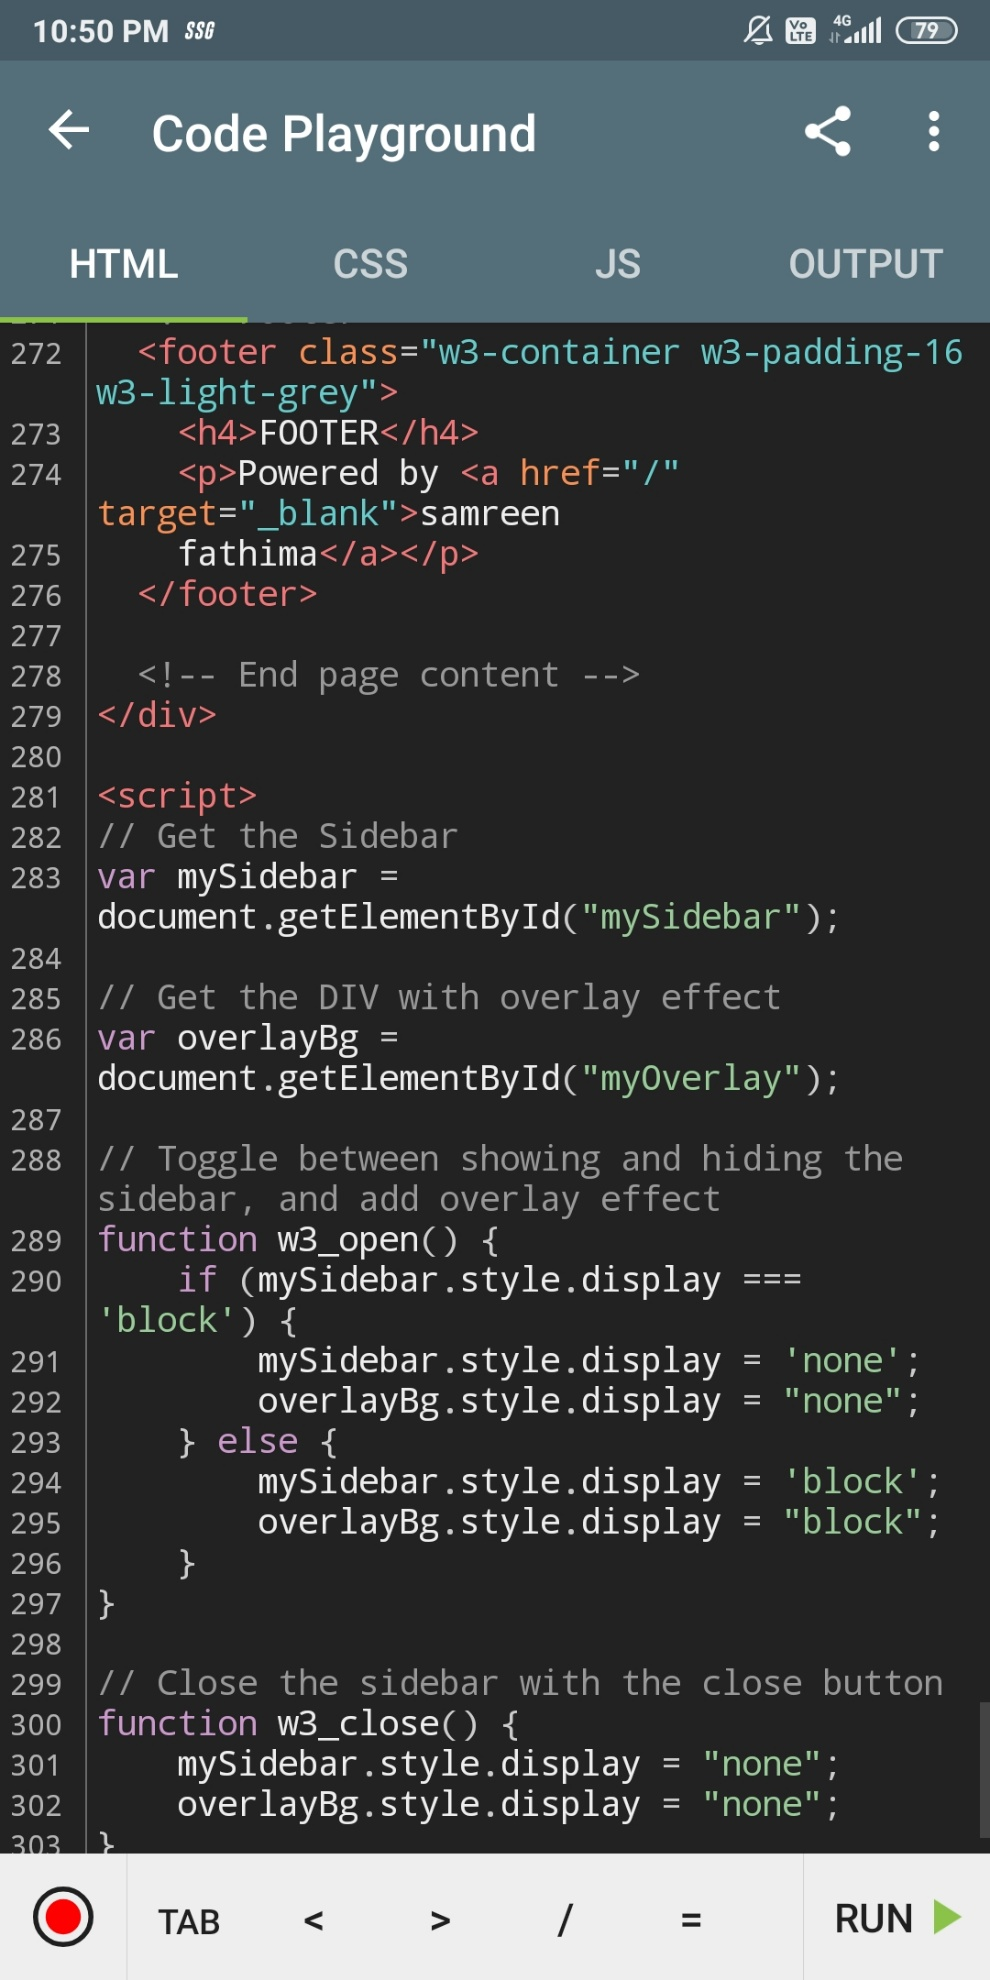 10:50 PM SSG Vo LTE 4G 79
Code Playground
HTML CSS JS OUTPUT
272 <footer class="w3-container w3-padding-16
w3-light-grey">
273 <h4>FOOTER</h4>
274 <p>Powered by <a href="/"
target="_blank">samreen
275 fathima</a></p>
276 </footer>
277
278 <!-- End page content -->
279 </div>
280
281 <script>
282 // Get the Sidebar
283 var mySidebar =
document.getElementById("mySidebar");
284
285 // Get the DIV with overlay effect
286 var overlayBg =
document.getElementById("myOverlay");
287
288 // Toggle between showing and hiding the
sidebar, and add overlay effect
289 function w3_open() {
290 if (mySidebar.style.display ===
'block') {
291 mySidebar.style.display = 'none';
292 overlayBg.style.display = "none";
293 } else {
294 mySidebar.style.display = 'block';
295 overlayBg.style.display = "block";
296 }
297 }
298
299 // Close the sidebar with the close button
300 function w3_close() {
301 mySidebar.style.display = "none";
302 overlayBg.style.display = "none";
303 }
TAB < > / = RUN